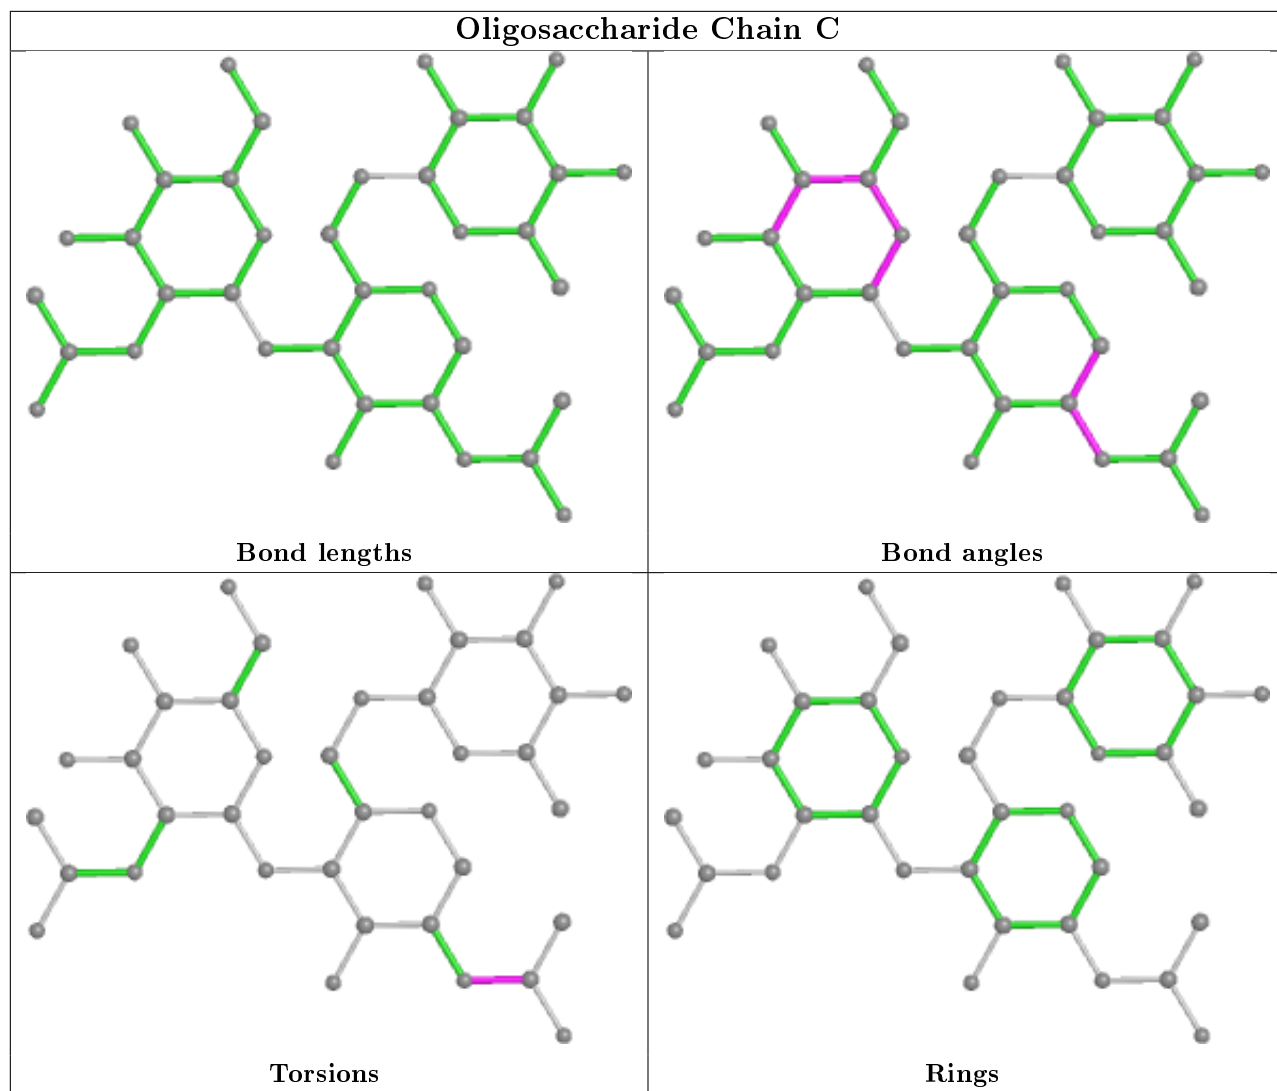 Oligosaccharide Chain C
Bond lengths
Bond angles
Torsions
Rings